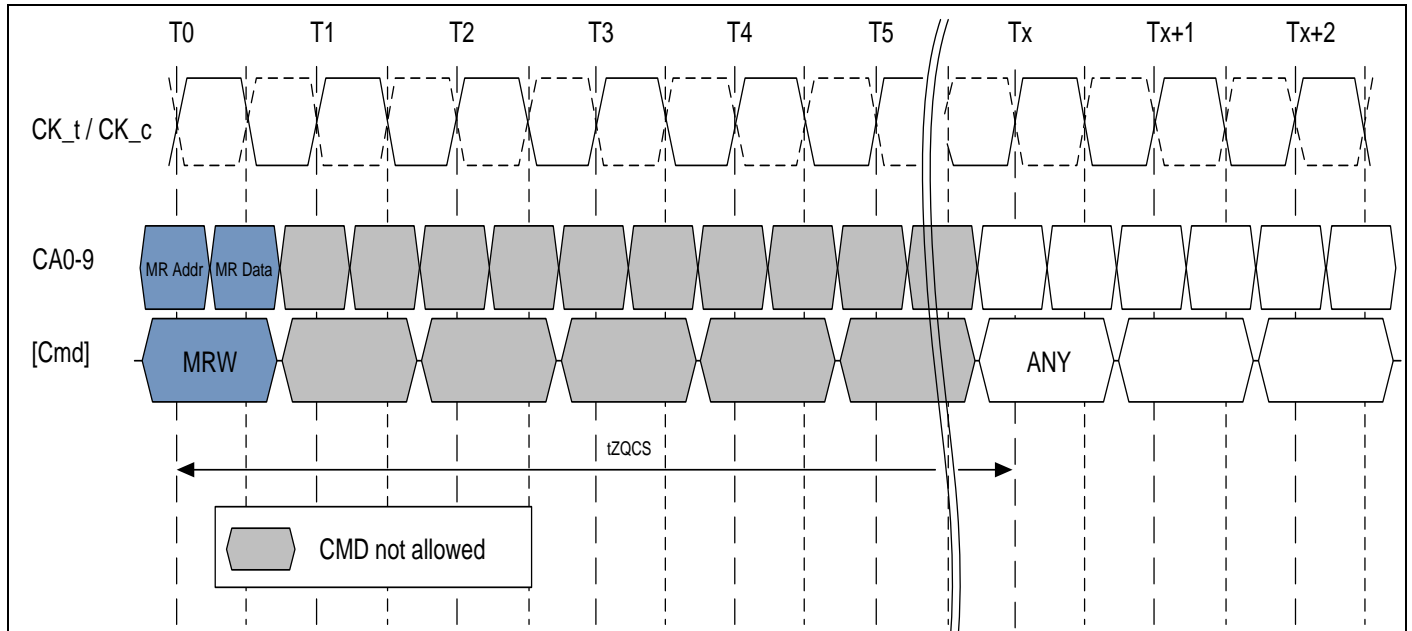 T0 T1 T2 T3 T4 T5 Tx Tx+1 Tx+2
CK_t / CK_c
CA0-9 MR Addr MR Data
[Cmd] MRW ANY
tZQCS
CMD not allowed